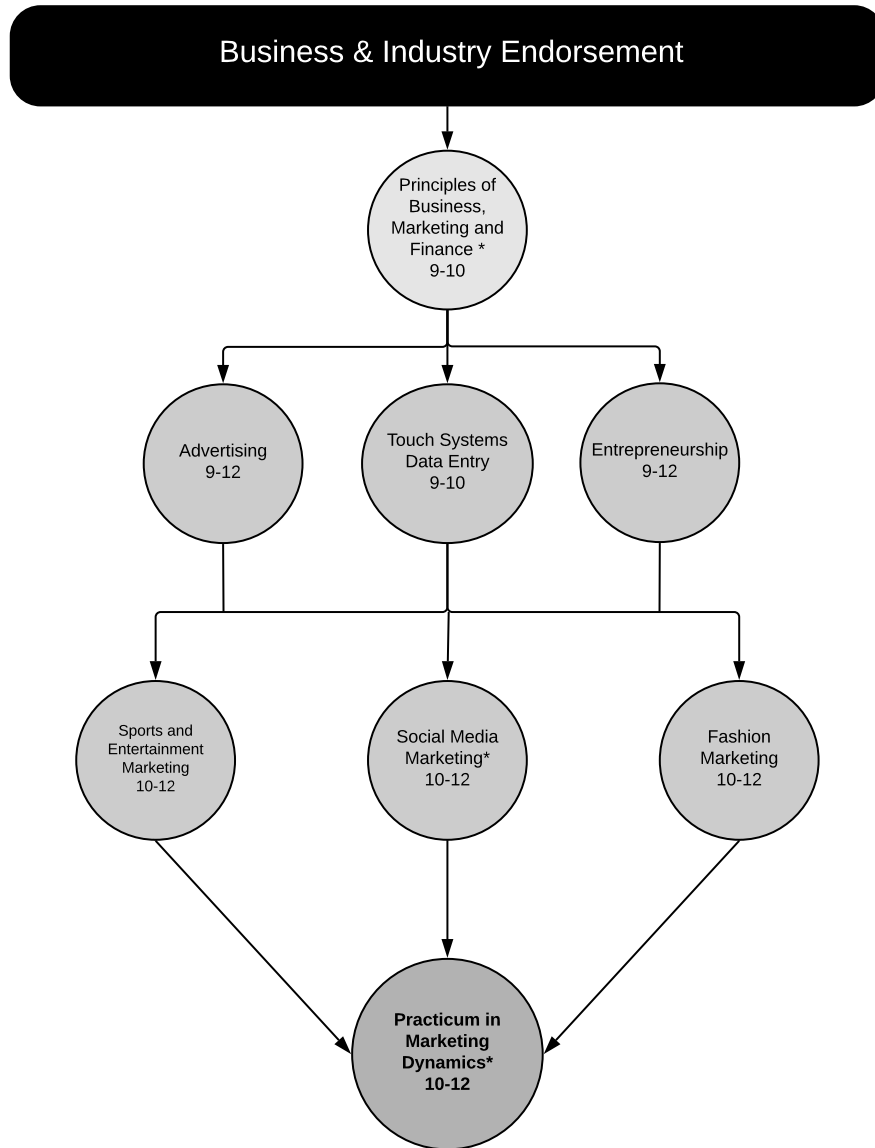 Business & Industry Endorsement
Principles of
Business,
Marketing and
Finance *
9-10
Advertising
9-12
Touch Systems
Data Entry
9-10
Entrepreneurship
9-12
Sports and
Entertainment
Marketing
10-12
Social Media
Marketing*
10-12
Fashion
Marketing
10-12
Practicum in
Marketing
Dynamics*
10-12